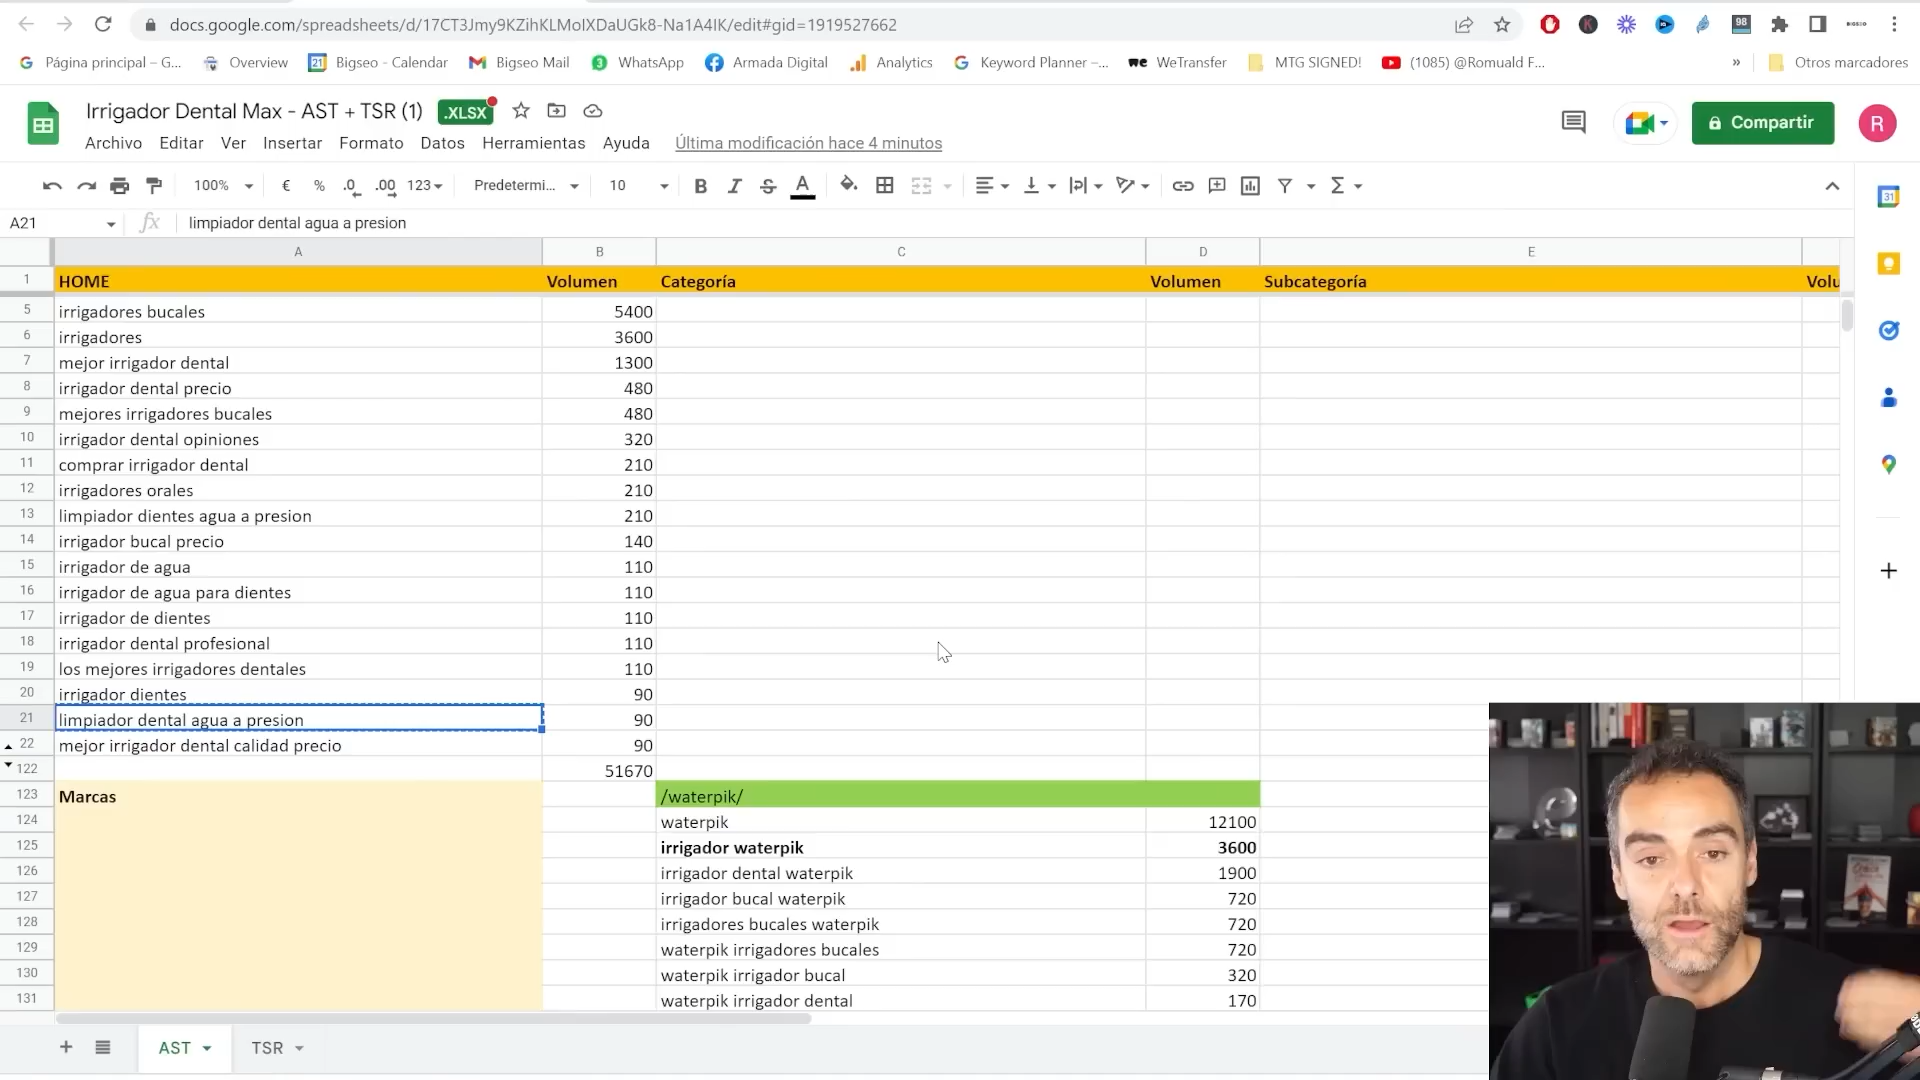 docs.google.com/spreadsheets/d/17CT3Jmy9KZihKLMolXDaUGk8-Na1A4IK/edit#gid=1919527662
98
Página principal – G...
Overview
21
Bigseo - Calendar
Bigseo Mail
3
WhatsApp
Armada Digital
Analytics
Keyword Planner –...
we
WeTransfer
MTG SIGNED!
(1085) @Romuald F...
»
Otros marcadores
Irrigador Dental Max - AST + TSR (1)
.XLSX
Compartir
R
Archivo
Editar
Ver
Insertar
Formato
Datos
Herramientas
Ayuda
Última modificación hace 4 minutos
100%
€
%
.0
.00
123
Predetermi...
10
B
I
S
A
Σ
31
A21
fx
limpiador dental agua a presion
A
B
C
D
E
1 HOME Volumen Categoría Volumen Subcategoría Volu
5 irrigadores bucales 5400
6 irrigadores 3600
7 mejor irrigador dental 1300
8 irrigador dental precio 480
9 mejores irrigadores bucales 480
10 irrigador dental opiniones 320
11 comprar irrigador dental 210
12 irrigadores orales 210
13 limpiador dientes agua a presion 210
14 irrigador bucal precio 140
15 irrigador de agua 110
16 irrigador de agua para dientes 110
17 irrigador de dientes 110
18 irrigador dental profesional 110
19 los mejores irrigadores dentales 110
20 irrigador dientes 90
21 limpiador dental agua a presion 90
22 mejor irrigador dental calidad precio 90
122 51670
123 Marcas /waterpik/
124 waterpik 12100
125 irrigador waterpik 3600
126 irrigador dental waterpik 1900
127 irrigador bucal waterpik 720
128 irrigadores bucales waterpik 720
129 waterpik irrigadores bucales 720
130 waterpik irrigador bucal 320
131 waterpik irrigador dental 170
AST
TSR